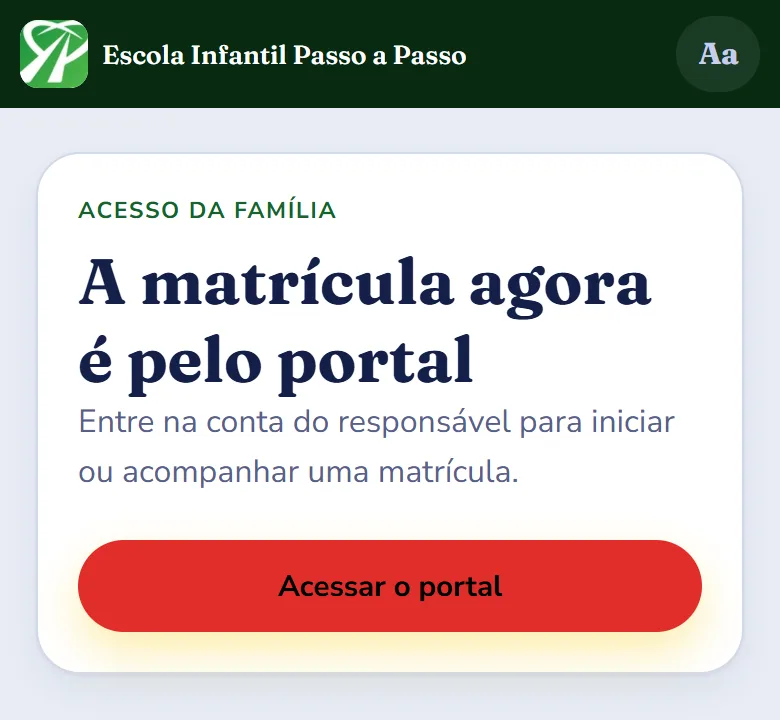 Escola Infantil Passo a Passo
Aa
ACESSO DA FAMÍLIA
A matrícula agora
é pelo portal
Entre na conta do responsável para iniciar
ou acompanhar uma matrícula.
Acessar o portal